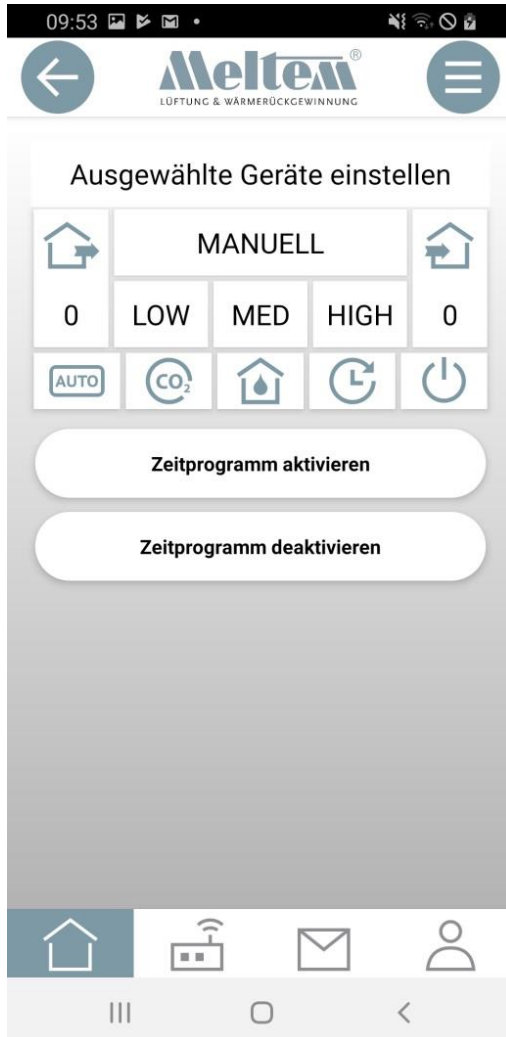 09:53
Meltem®
LÜFTUNG & WÄRMERÜCKGEWINNUNG
Ausgewählte Geräte einstellen
MANUELL
0 LOW MED HIGH 0
AUTO CO2
Zeitprogramm aktivieren
Zeitprogramm deaktivieren